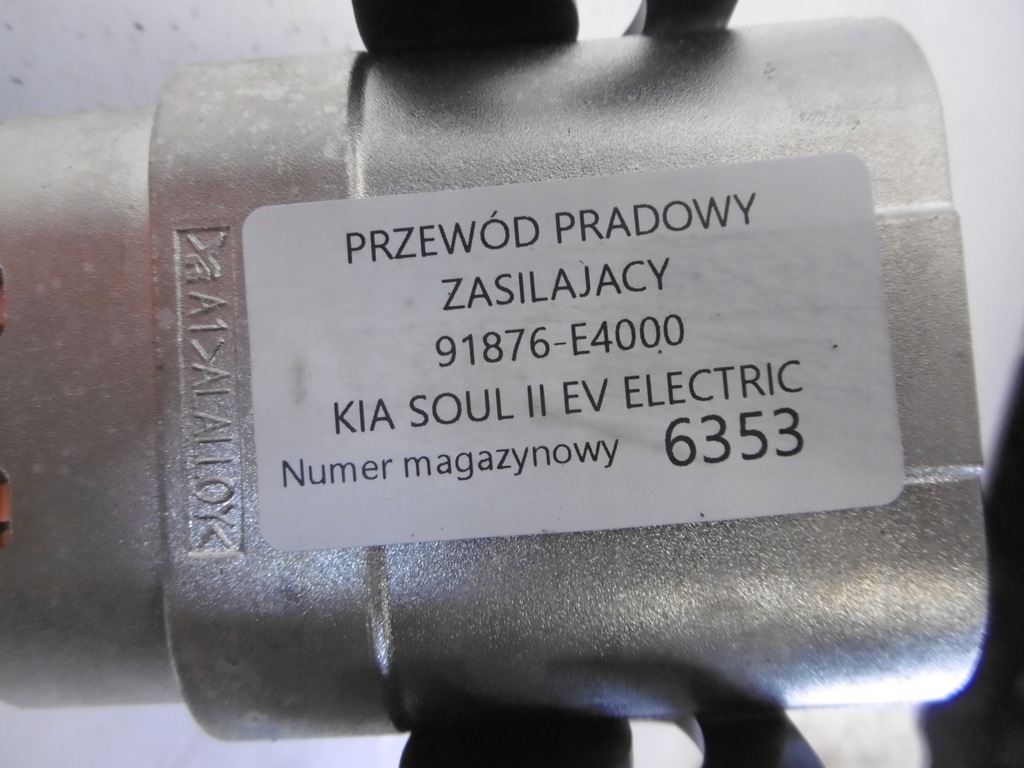 PRZEWÓD PRADOWY
ZASILAJACY
91876-E4000
KIA SOUL II EV ELECTRIC
Numer magazynowy 6353